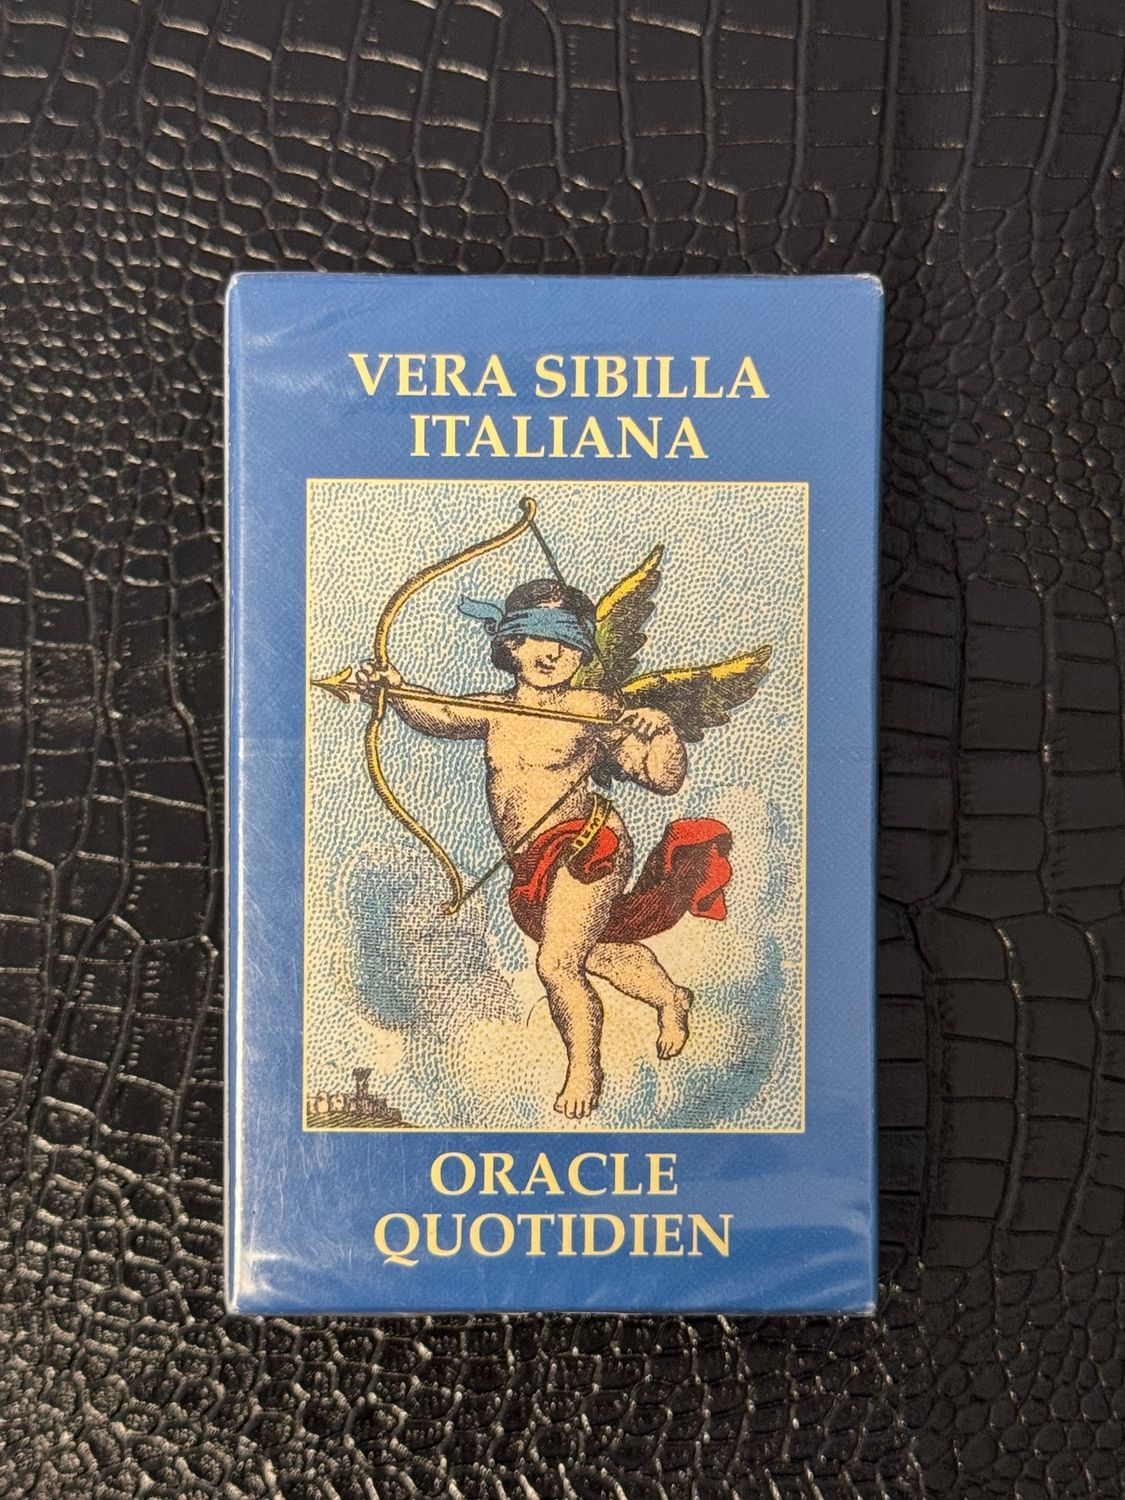 VERA SIBILLA
ITALIANA
ORACLE
QUOTIDIEN